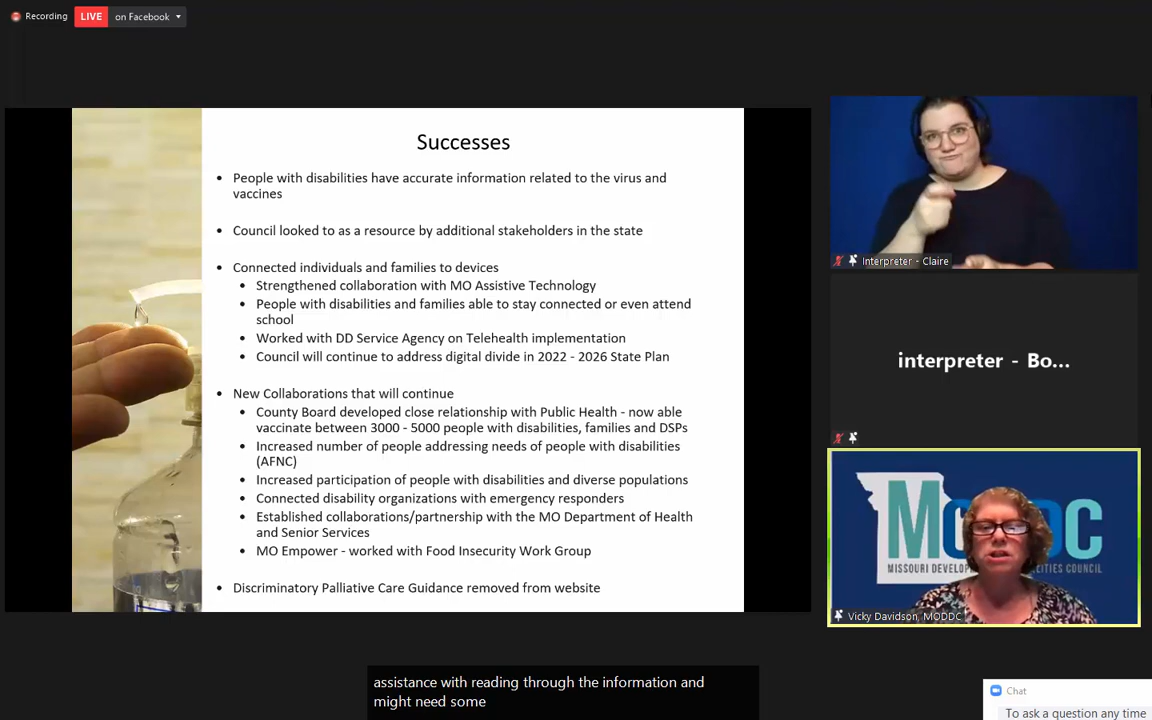 Recording LIVE on Facebook
Successes
• People with disabilities have accurate information related to the virus and
vaccines
• Council looked to as a resource by additional stakeholders in the state
• Connected individuals and families to devices
• Strengthened collaboration with MO Assistive Technology
• People with disabilities and families able to stay connected or even attend
school
• Worked with DD Service Agency on Telehealth implementation
• Council will continue to address digital divide in 2022 - 2026 State Plan
• New Collaborations that will continue
• County Board developed close relationship with Public Health - now able
vaccinate between 3000 - 5000 people with disabilities, families and DSPs
• Increased number of people addressing needs of people with disabilities
(AFNC)
• Increased participation of people with disabilities and diverse populations
• Connected disability organizations with emergency responders
• Established collaborations/partnership with the MO Department of Health
and Senior Services
• MO Empower - worked with Food Insecurity Work Group
• Discriminatory Palliative Care Guidance removed from website
Interpreter - Claire
interpreter - Bo...
MODDC
MISSOURI DEVELOP
COUNCIL
Vicky Davidson, MODDC
assistance with reading through the information and
might need some
Chat
To ask a question any time